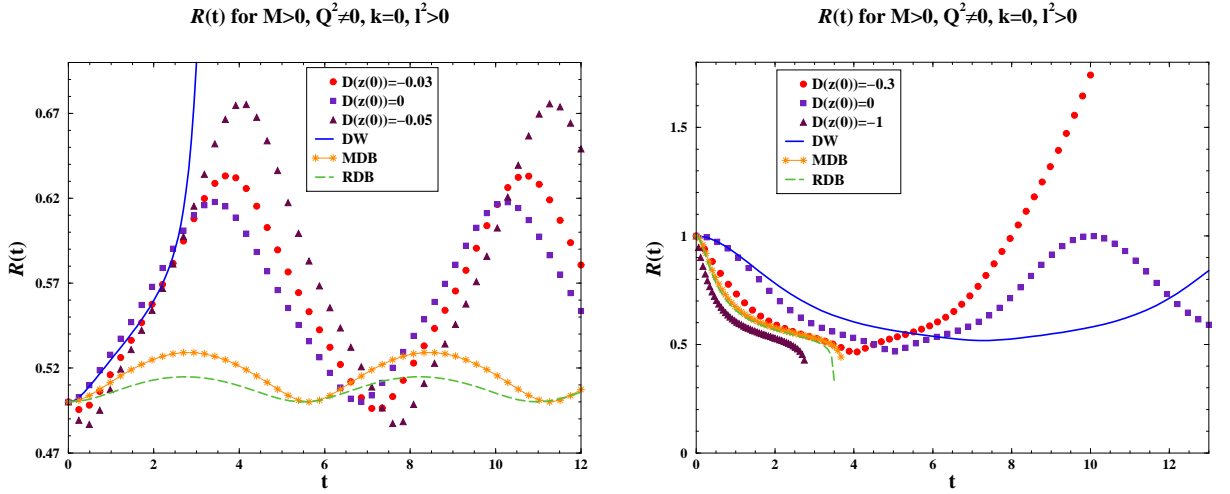 R(t) for M>0, Q²≠0, k=0, l²>0
D(z(0))=−0.03
D(z(0))=0
D(z(0))=−0.05
DW
MDB
RDB
0.67
0.62
0.57
0.52
0.47
R(t)
0 2 4 6 8 10 12
t
R(t) for M>0, Q²≠0, k=0, l²>0
D(z(0))=−0.3
D(z(0))=0
D(z(0))=−1
DW
MDB
RDB
1.5
1
0.5
0
R(t)
0 2 4 6 8 10 12
t